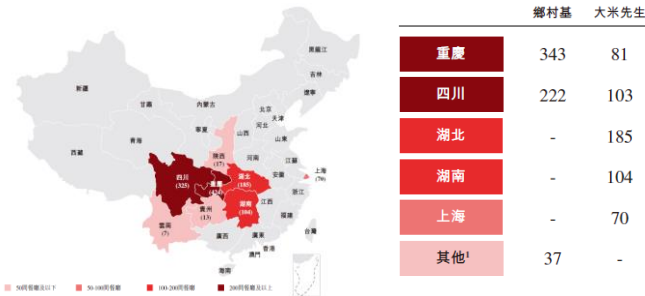 黑龍江
吉林
遼寧
新疆
甘肅
內蒙古
北京
天津
河北
山西
山東
寧夏
青海
陝西
(17)
河南
江蘇
西藏
四川
(325)
重慶
(424)
湖北
(185)
安徽
上海
(70)
浙江
湖南
(104)
江西
貴州
(13)
福建
雲南
(7)
廣西
廣東
台灣
香港
澳門
海南
50間餐廳及以下
50-100間餐廳
100-200間餐廳
200間餐廳及以上
鄉村基 大米先生
重慶 343 81
四川 222 103
湖北 - 185
湖南 - 104
上海 - 70
其他¹ 37 -